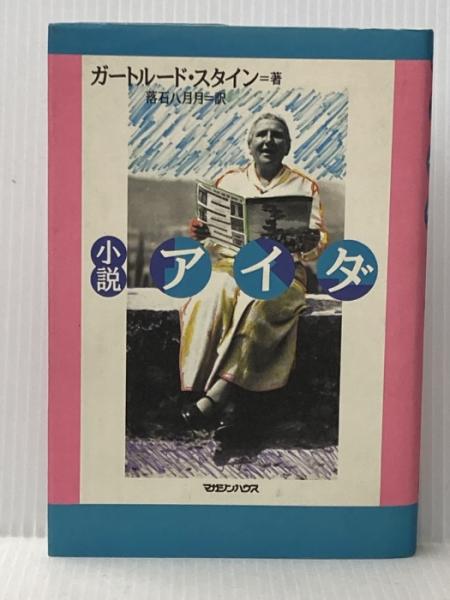 ガートルード・スタイン=著
落石八月月=訳
小説
アイダ
マガジンハウス